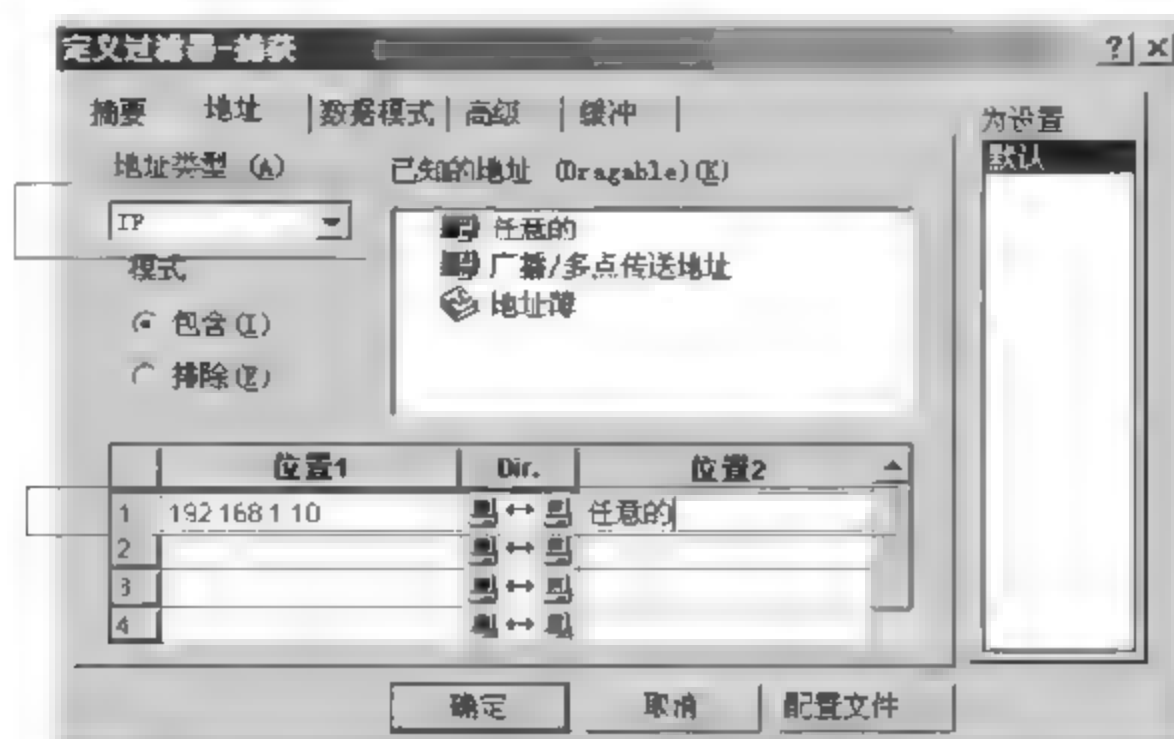 定义过滤器-捕获
摘要 地址 数据模式 高级 缓冲
为设置
默认
地址类型 (A)
IP
已知的地址 (Dragable)(K)
任意的
广播/多点传送地址
地址簿
模式
包含(I)
排除(E)
位置1 Dir. 位置2
1 192 168 1 10 任意的
2
3
4
确定 取消 配置文件